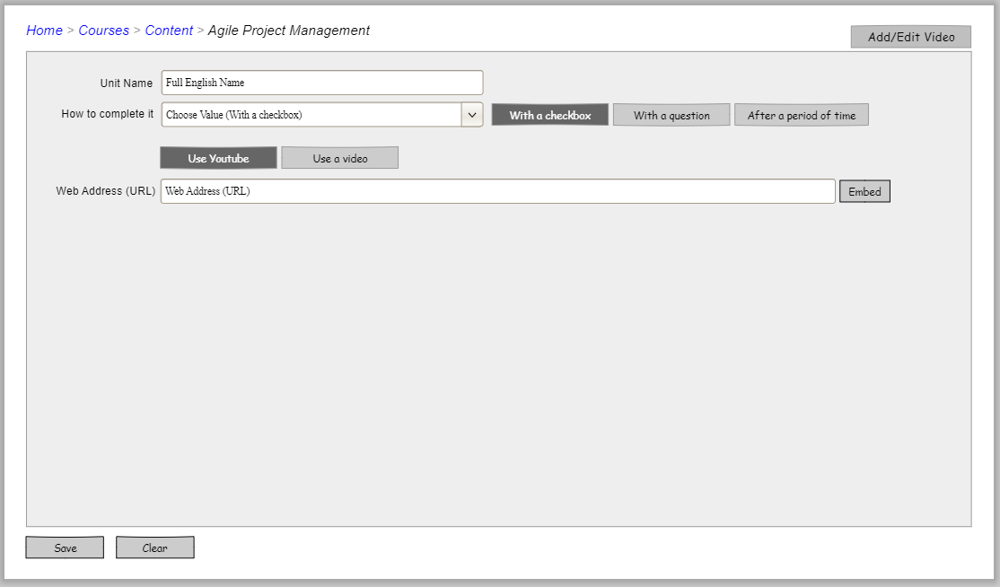 Home > Courses > Content > Agile Project Management
Add/Edit Video
Unit Name Full English Name
How to complete it Choose Value (With a checkbox) With a checkbox With a question After a period of time
Use Youtube Use a video
Web Address (URL) Web Address (URL) Embed
Save Clear